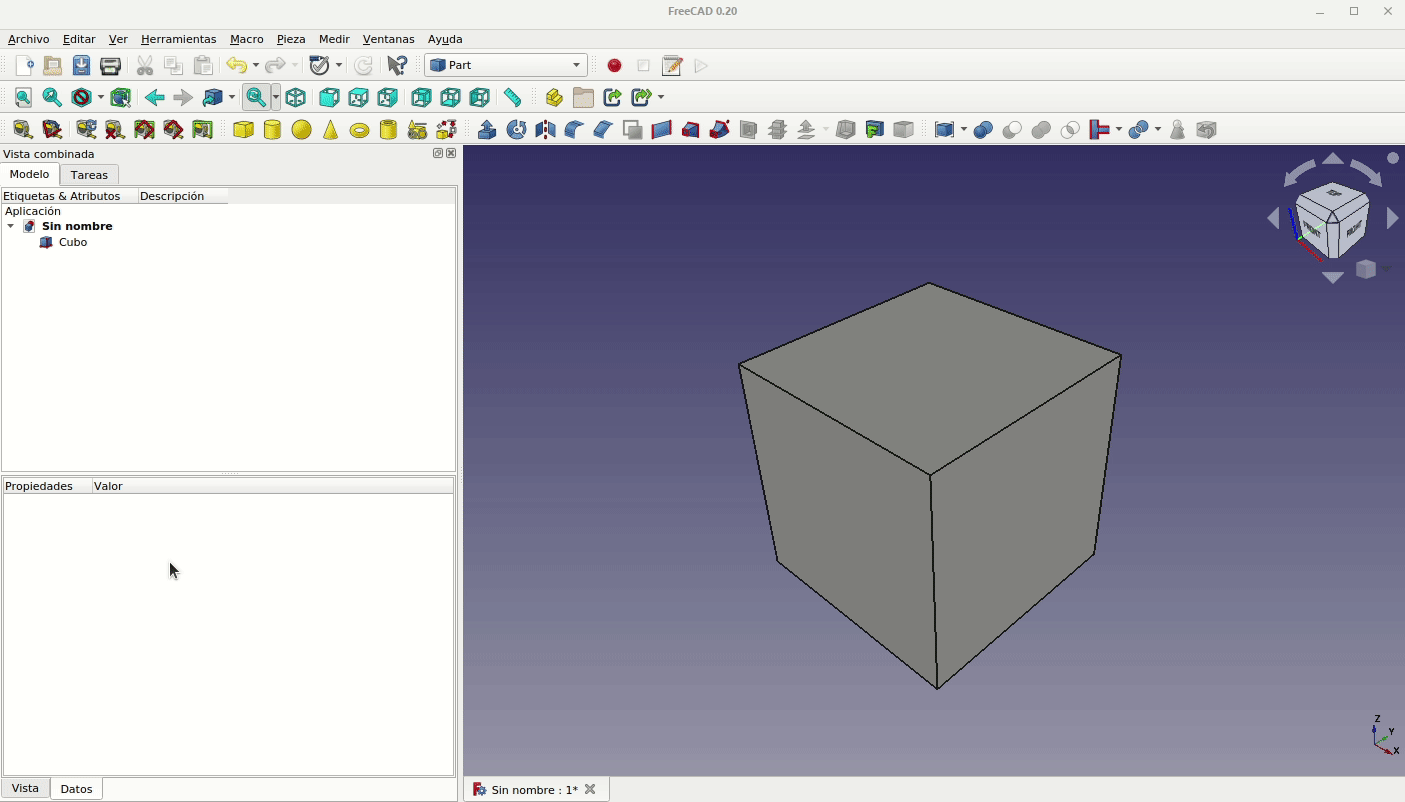 FreeCAD 0.20
Archivo Editar Ver Herramientas Macro Pieza Medir Ventanas Ayuda
Part
Vista combinada
Modelo Tareas
Etiquetas & Atributos Descripción
Aplicación
Sin nombre
Cubo
Propiedades Valor
Vista Datos
Sin nombre : 1*
Z
Y
X